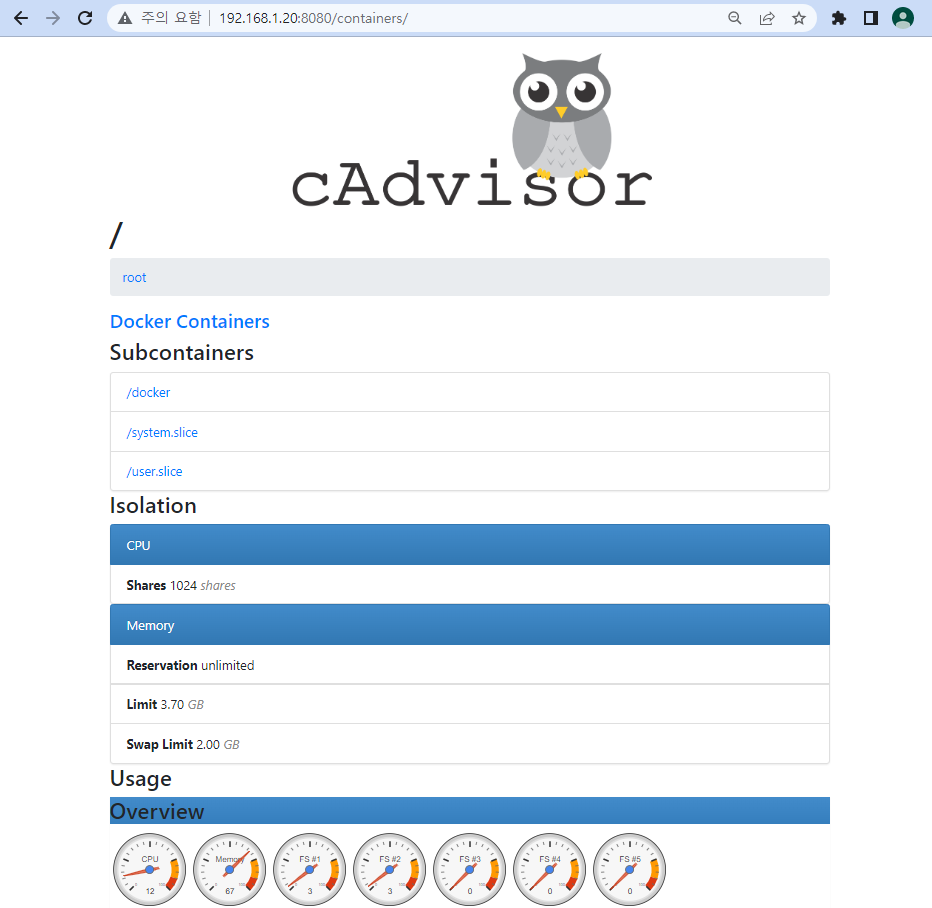 주의 요함 192.168.1.20:8080/containers/
cAdvisor
/
root
Docker Containers
Subcontainers
/docker
/system.slice
/user.slice
Isolation
CPU
Shares 1024 shares
Memory
Reservation unlimited
Limit 3.70 GB
Swap Limit 2.00 GB
Usage
Overview
CPU Memory FS #1 FS #2 FS #3 FS #4 FS #5
12 67 3 3 0 0 0